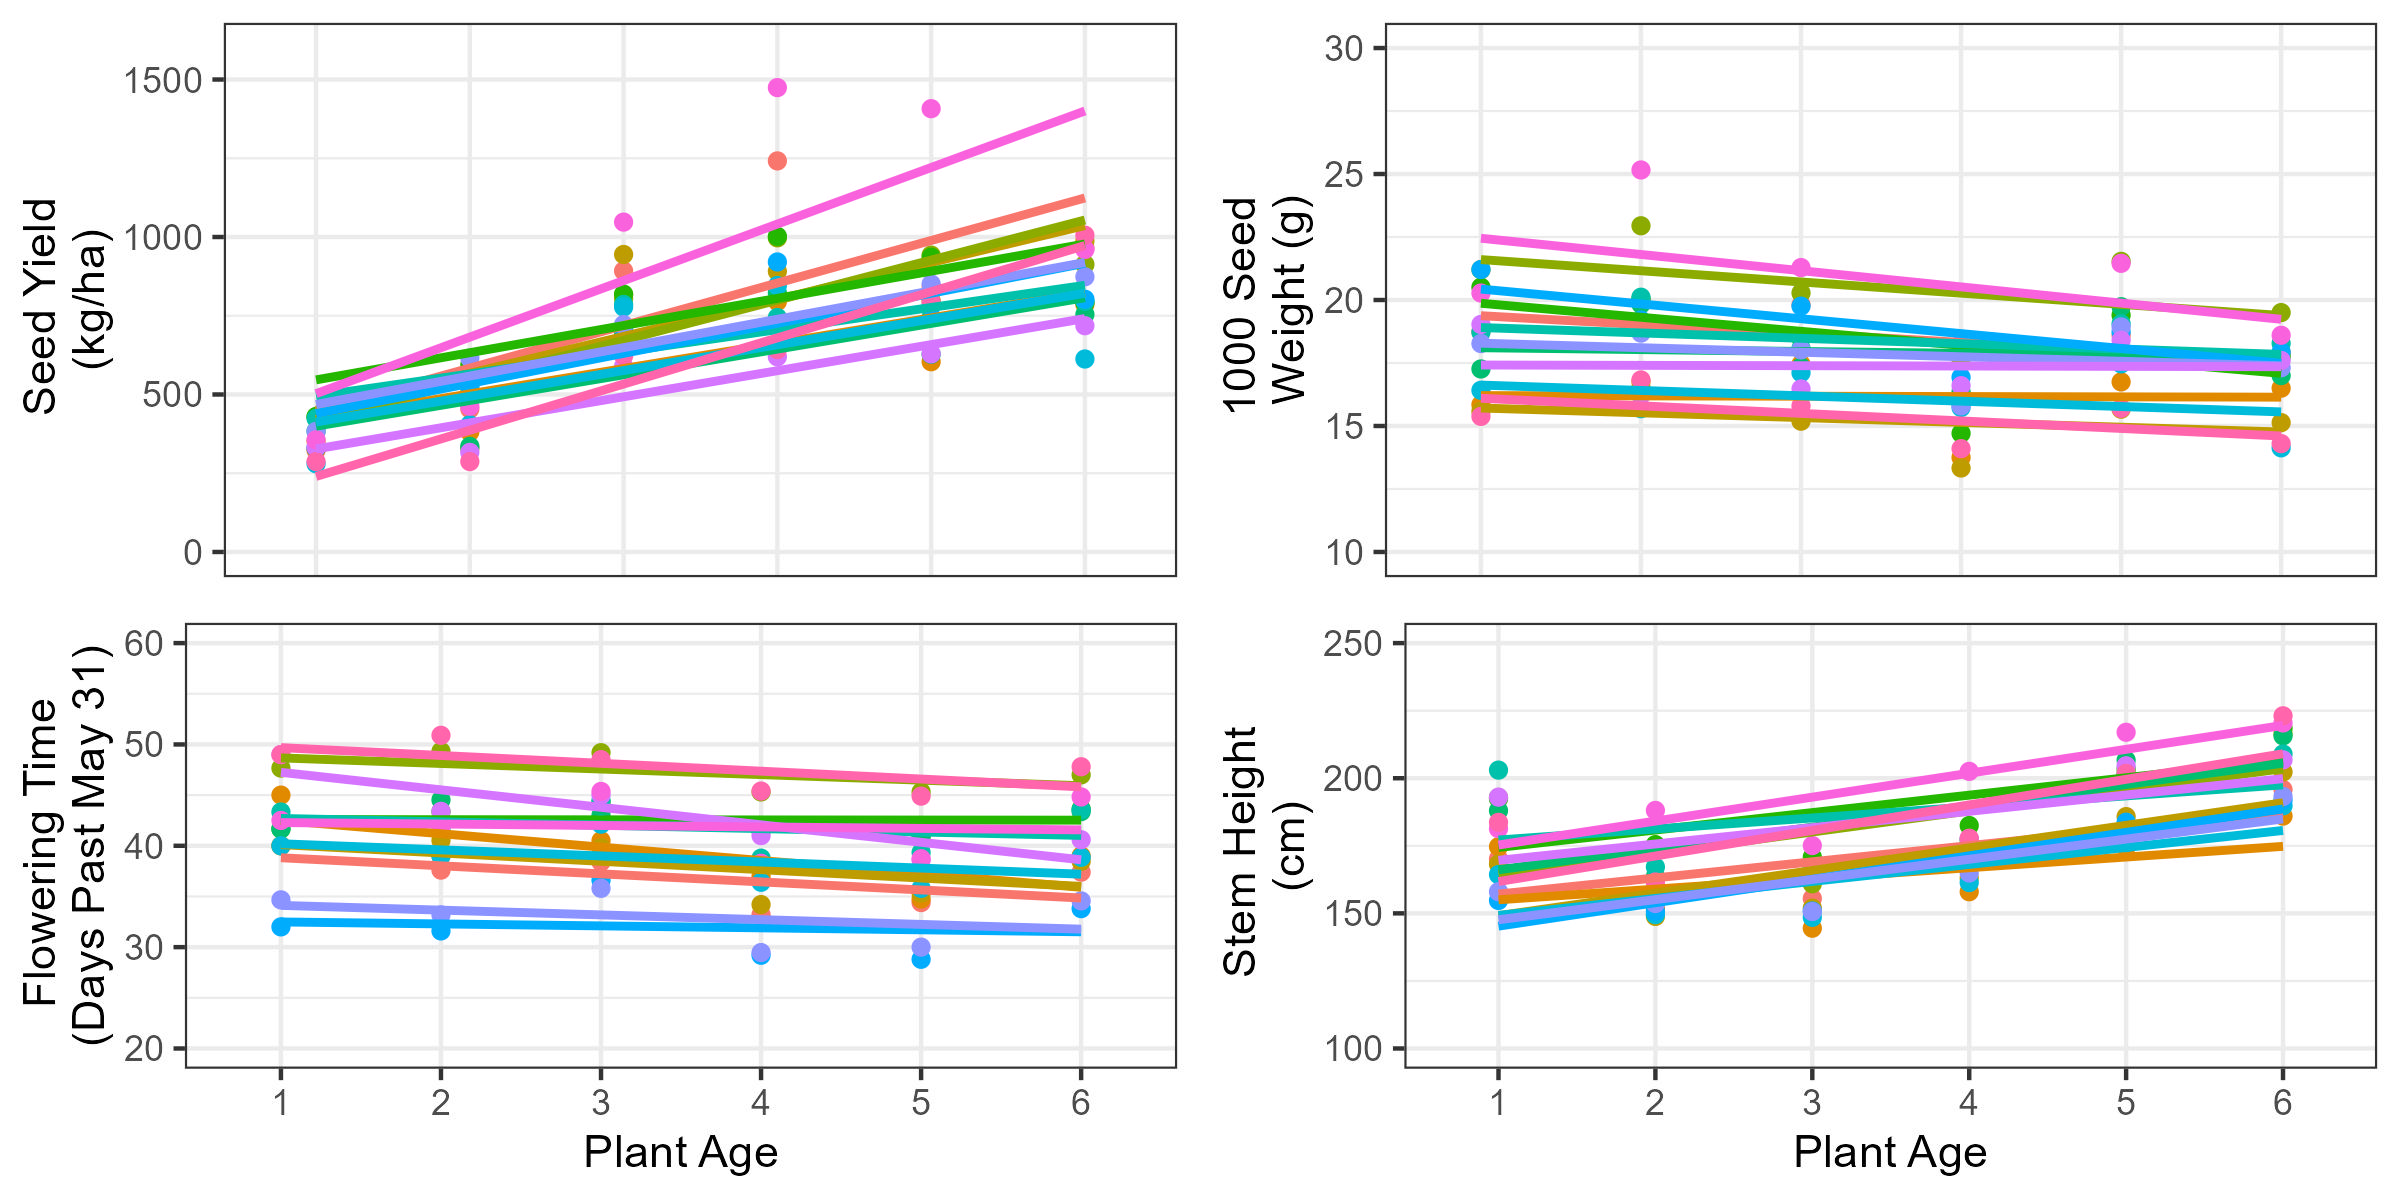 Seed Yield
(kg/ha)
1500
1000
500
0
1000 Seed
Weight (g)
30
25
20
15
10
Flowering Time
(Days Past May 31)
60
50
40
30
20
1 2 3 4 5 6
Plant Age
Stem Height
(cm)
250
200
150
100
1 2 3 4 5 6
Plant Age